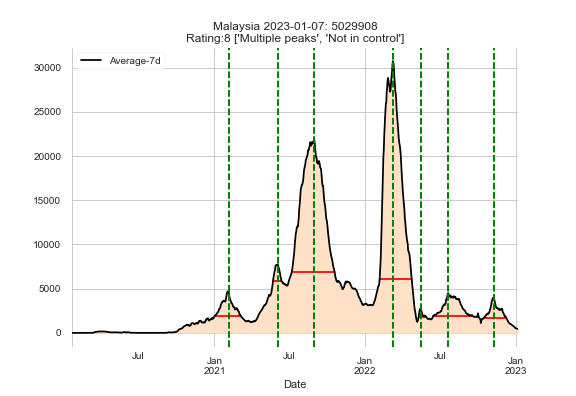 Malaysia 2023-01-07: 5029908
Rating:8 ['Multiple peaks', 'Not in control']
Average-7d
30000
25000
20000
15000
10000
5000
0
Jul
Jan
2021
Jul
Jan
2022
Jul
Jan
2023
Date